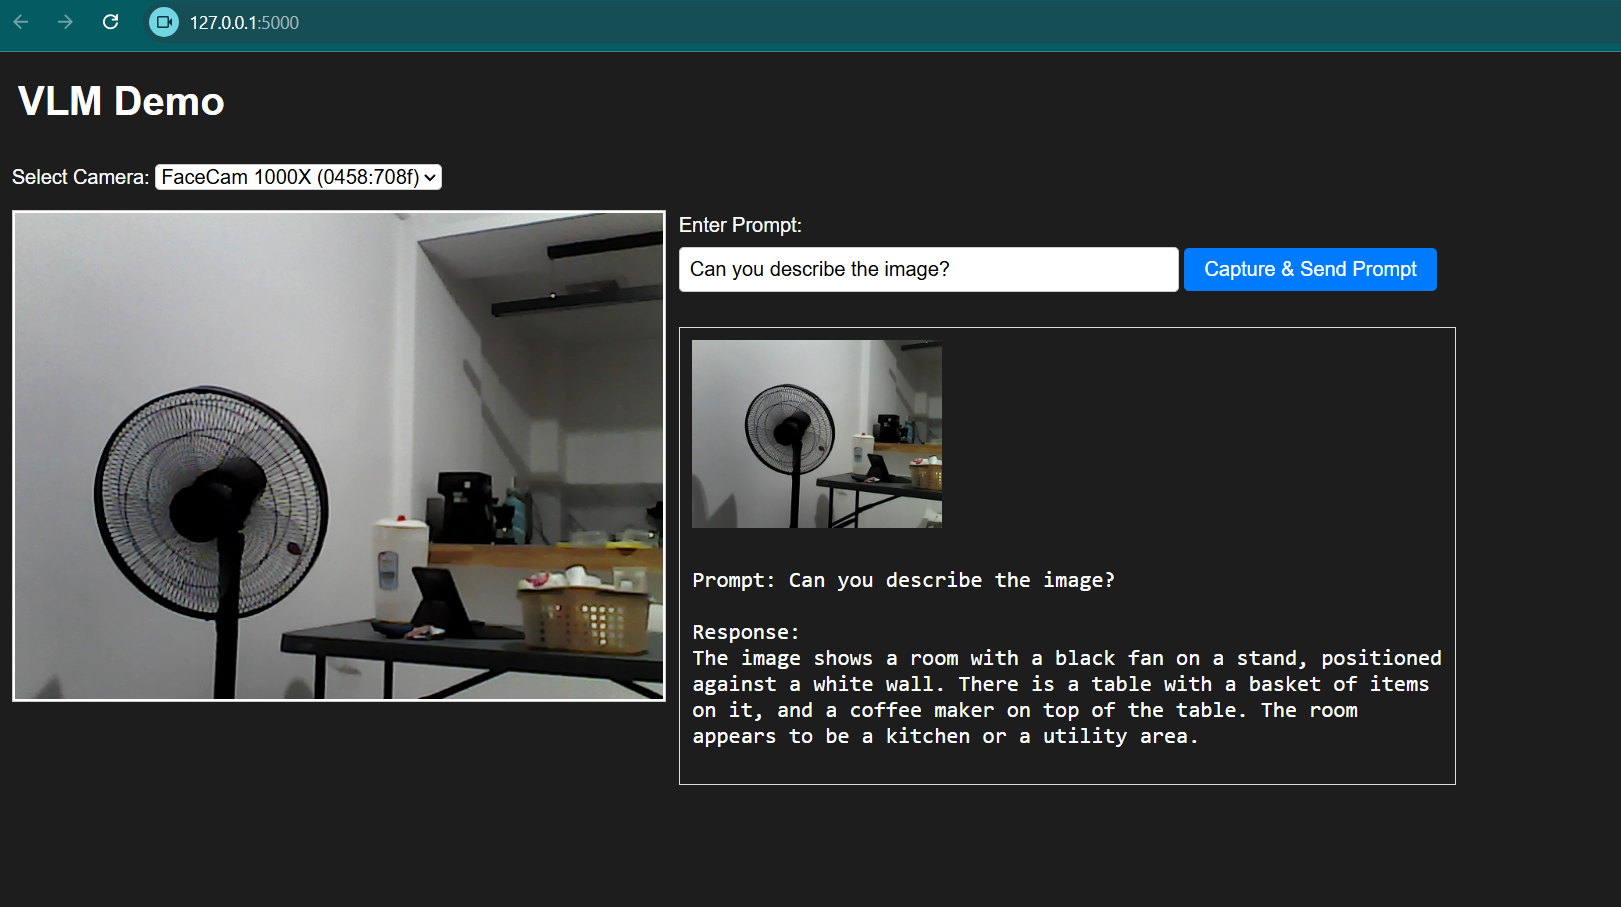 127.0.0.1:5000
VLM Demo
Select Camera: FaceCam 1000X (0458:708f)
Enter Prompt:
Can you describe the image? Capture & Send Prompt
Prompt: Can you describe the image?
Response:
The image shows a room with a black fan on a stand, positioned
against a white wall. There is a table with a basket of items
on it, and a coffee maker on top of the table. The room
appears to be a kitchen or a utility area.